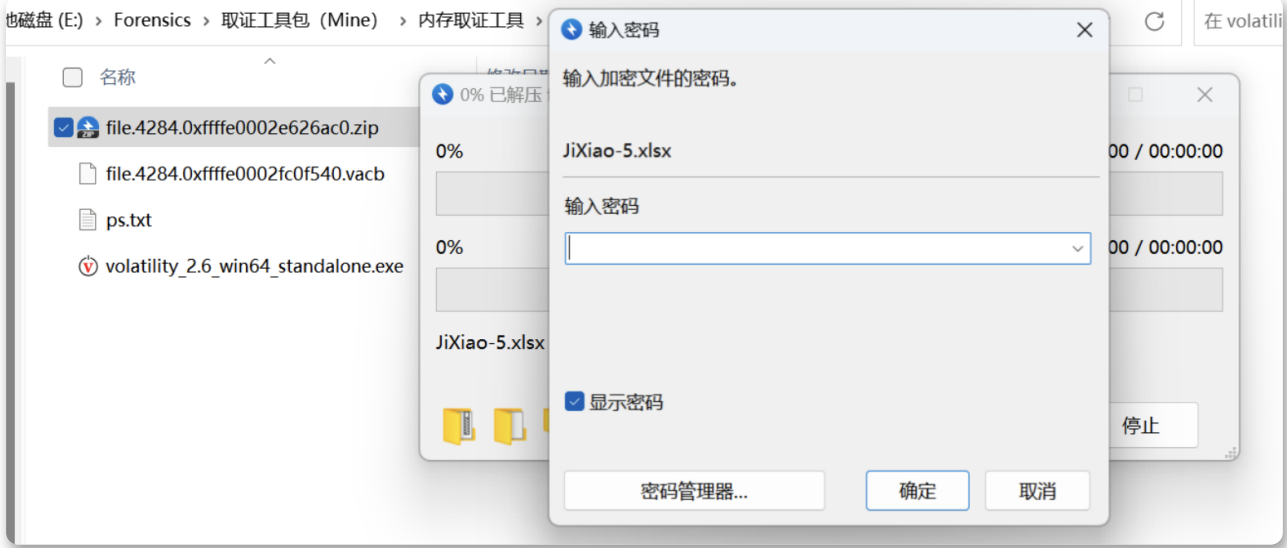 磁盘 (E:) › Forensics › 取证工具包（Mine） › 内存取证工具 ›
在 volatili
名称
file.4284.0xffffe0002e626ac0.zip
file.4284.0xffffe0002fc0f540.vacb
ps.txt
volatility_2.6_win64_standalone.exe
0% 已解压
0%
00 / 00:00:00
0%
00 / 00:00:00
JiXiao-5.xlsx
停止
输入密码
输入加密文件的密码。
JiXiao-5.xlsx
输入密码
显示密码
密码管理器...
确定
取消